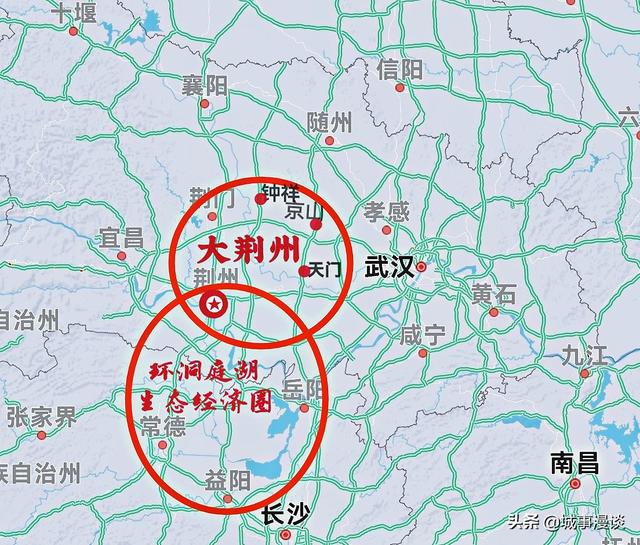 十堰
襄阳
信阳
随州
六
荆门
钟祥
京山
孝感
宜昌
大荆州
荆州
天门
武汉
黄石
自治州
咸宁
九江
环洞庭湖
生态经济圈
岳阳
张家界
常德
族自治州
益阳
南昌
长沙
头条 @城事漫谈